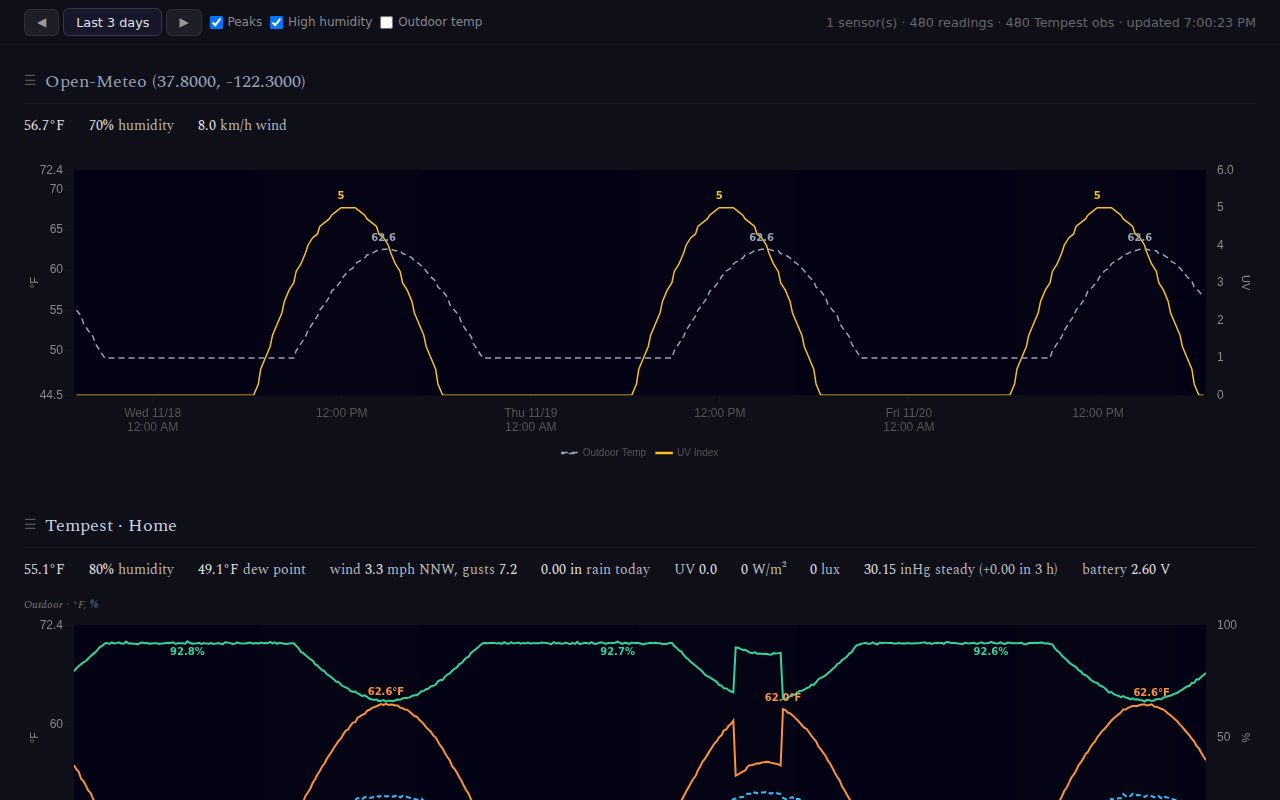 ◀ Last 3 days ▶ Peaks High humidity Outdoor temp 1 sensor(s) · 480 readings · 480 Tempest obs · updated 7:00:23 PM
☰ Open-Meteo (37.8000, -122.3000)
56.7°F 70% humidity 8.0 km/h wind
72.4 6.0
70
5 5 5
5
65
62.6 62.6 62.6
4
60
°F UV
3
55
2
50
1
44.5 0
Wed 11/18 12:00 PM Thu 11/19 12:00 PM Fri 11/20 12:00 PM
12:00 AM 12:00 AM 12:00 AM
Outdoor Temp UV Index
☰ Tempest · Home
55.1°F 80% humidity 49.1°F dew point wind 3.3 mph NNW, gusts 7.2 0.00 in rain today UV 0.0 0 W/m² 0 lux 30.15 inHg steady (+0.00 in 3 h) battery 2.60 V
Outdoor · °F, %
72.4 100
92.8% 92.7% 92.6%
62.6°F 62.0°F 62.6°F
60 50
°F %